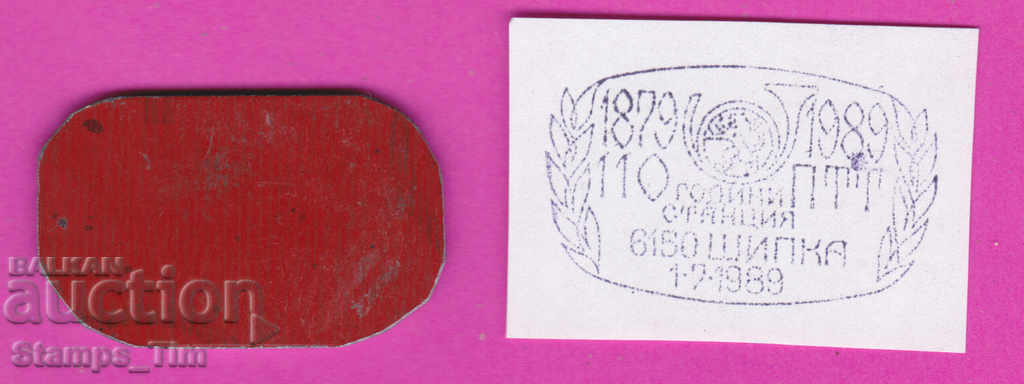 1879 1989
110 ГОДИНИ ПТТ
СТАНЦИЯ
6150 ШИПКА
1·7·1989
BALKAN
auction
Stamps_Tim